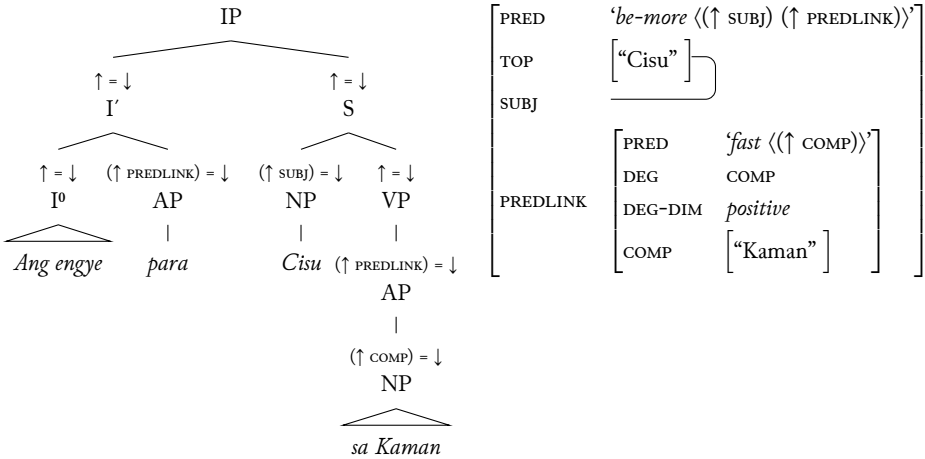 IP
↑ = ↓ ↑ = ↓
I′ S
↑ = ↓ (↑ PREDLINK) = ↓ (↑ SUBJ) = ↓ ↑ = ↓
I⁰ AP NP VP
Ang engye para Cisu (↑ PREDLINK) = ↓
AP
(↑ COMP) = ↓
NP
sa Kaman
PRED ‘be-more ⟨(↑ SUBJ) (↑ PREDLINK)⟩’
TOP [“Cisu” ]
SUBJ
PRED ‘fast ⟨(↑ COMP)⟩’
DEG COMP
PREDLINK
DEG-DIM positive
COMP [“Kaman” ]